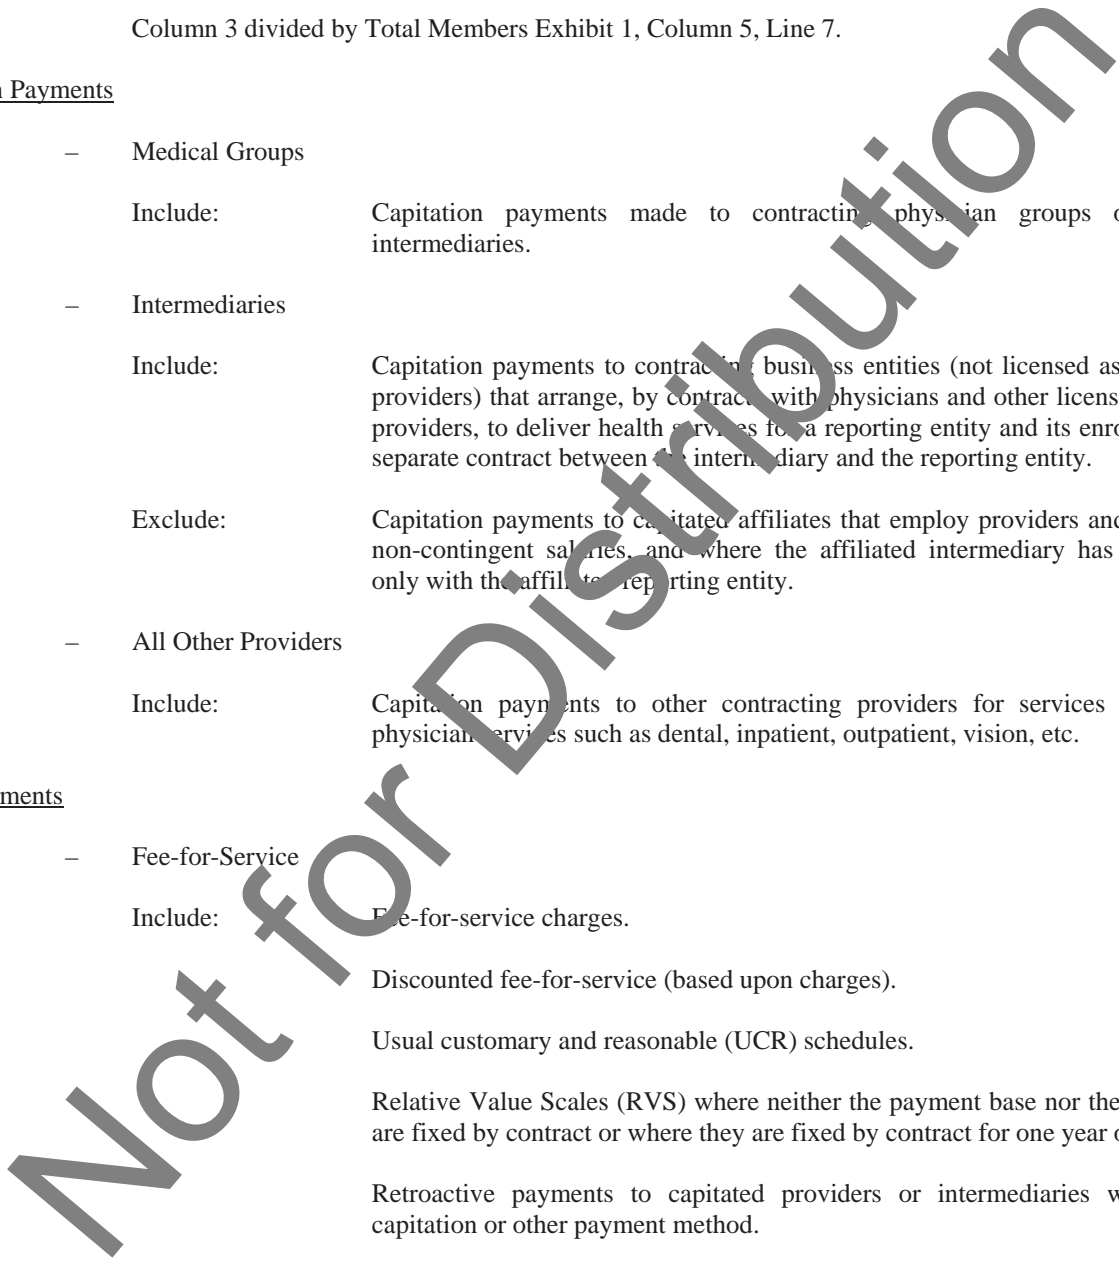 Column 3 divided by Total Members Exhibit 1, Column 5, Line 7.
Payments
– Medical Groups
Include: Capitation payments made to contracting physician groups
intermediaries.
– Intermediaries
Include: Capitation payments to contracting business entities (not licensed as
providers) that arrange, by contract, with physicians and other
providers, to deliver health services for a reporting entity and its
separate contract between the intermediary and the reporting entity.
Exclude: Capitation payments to capitated affiliates that employ providers
non-contingent salaries, and where the affiliated intermediary has
only with the affiliated reporting entity.
– All Other Providers
Include: Capitation payments to other contracting providers for services
physician services such as dental, inpatient, outpatient, vision, etc.
– Fee-for-Service
Include: Fee-for-service charges.
Discounted fee-for-service (based upon charges).
Usual customary and reasonable (UCR) schedules.
Relative Value Scales (RVS) where neither the payment base nor the
are fixed by contract or where they are fixed by contract for one year
Retroactive payments to capitated providers or intermediaries
capitation or other payment method.
Not for Distribution